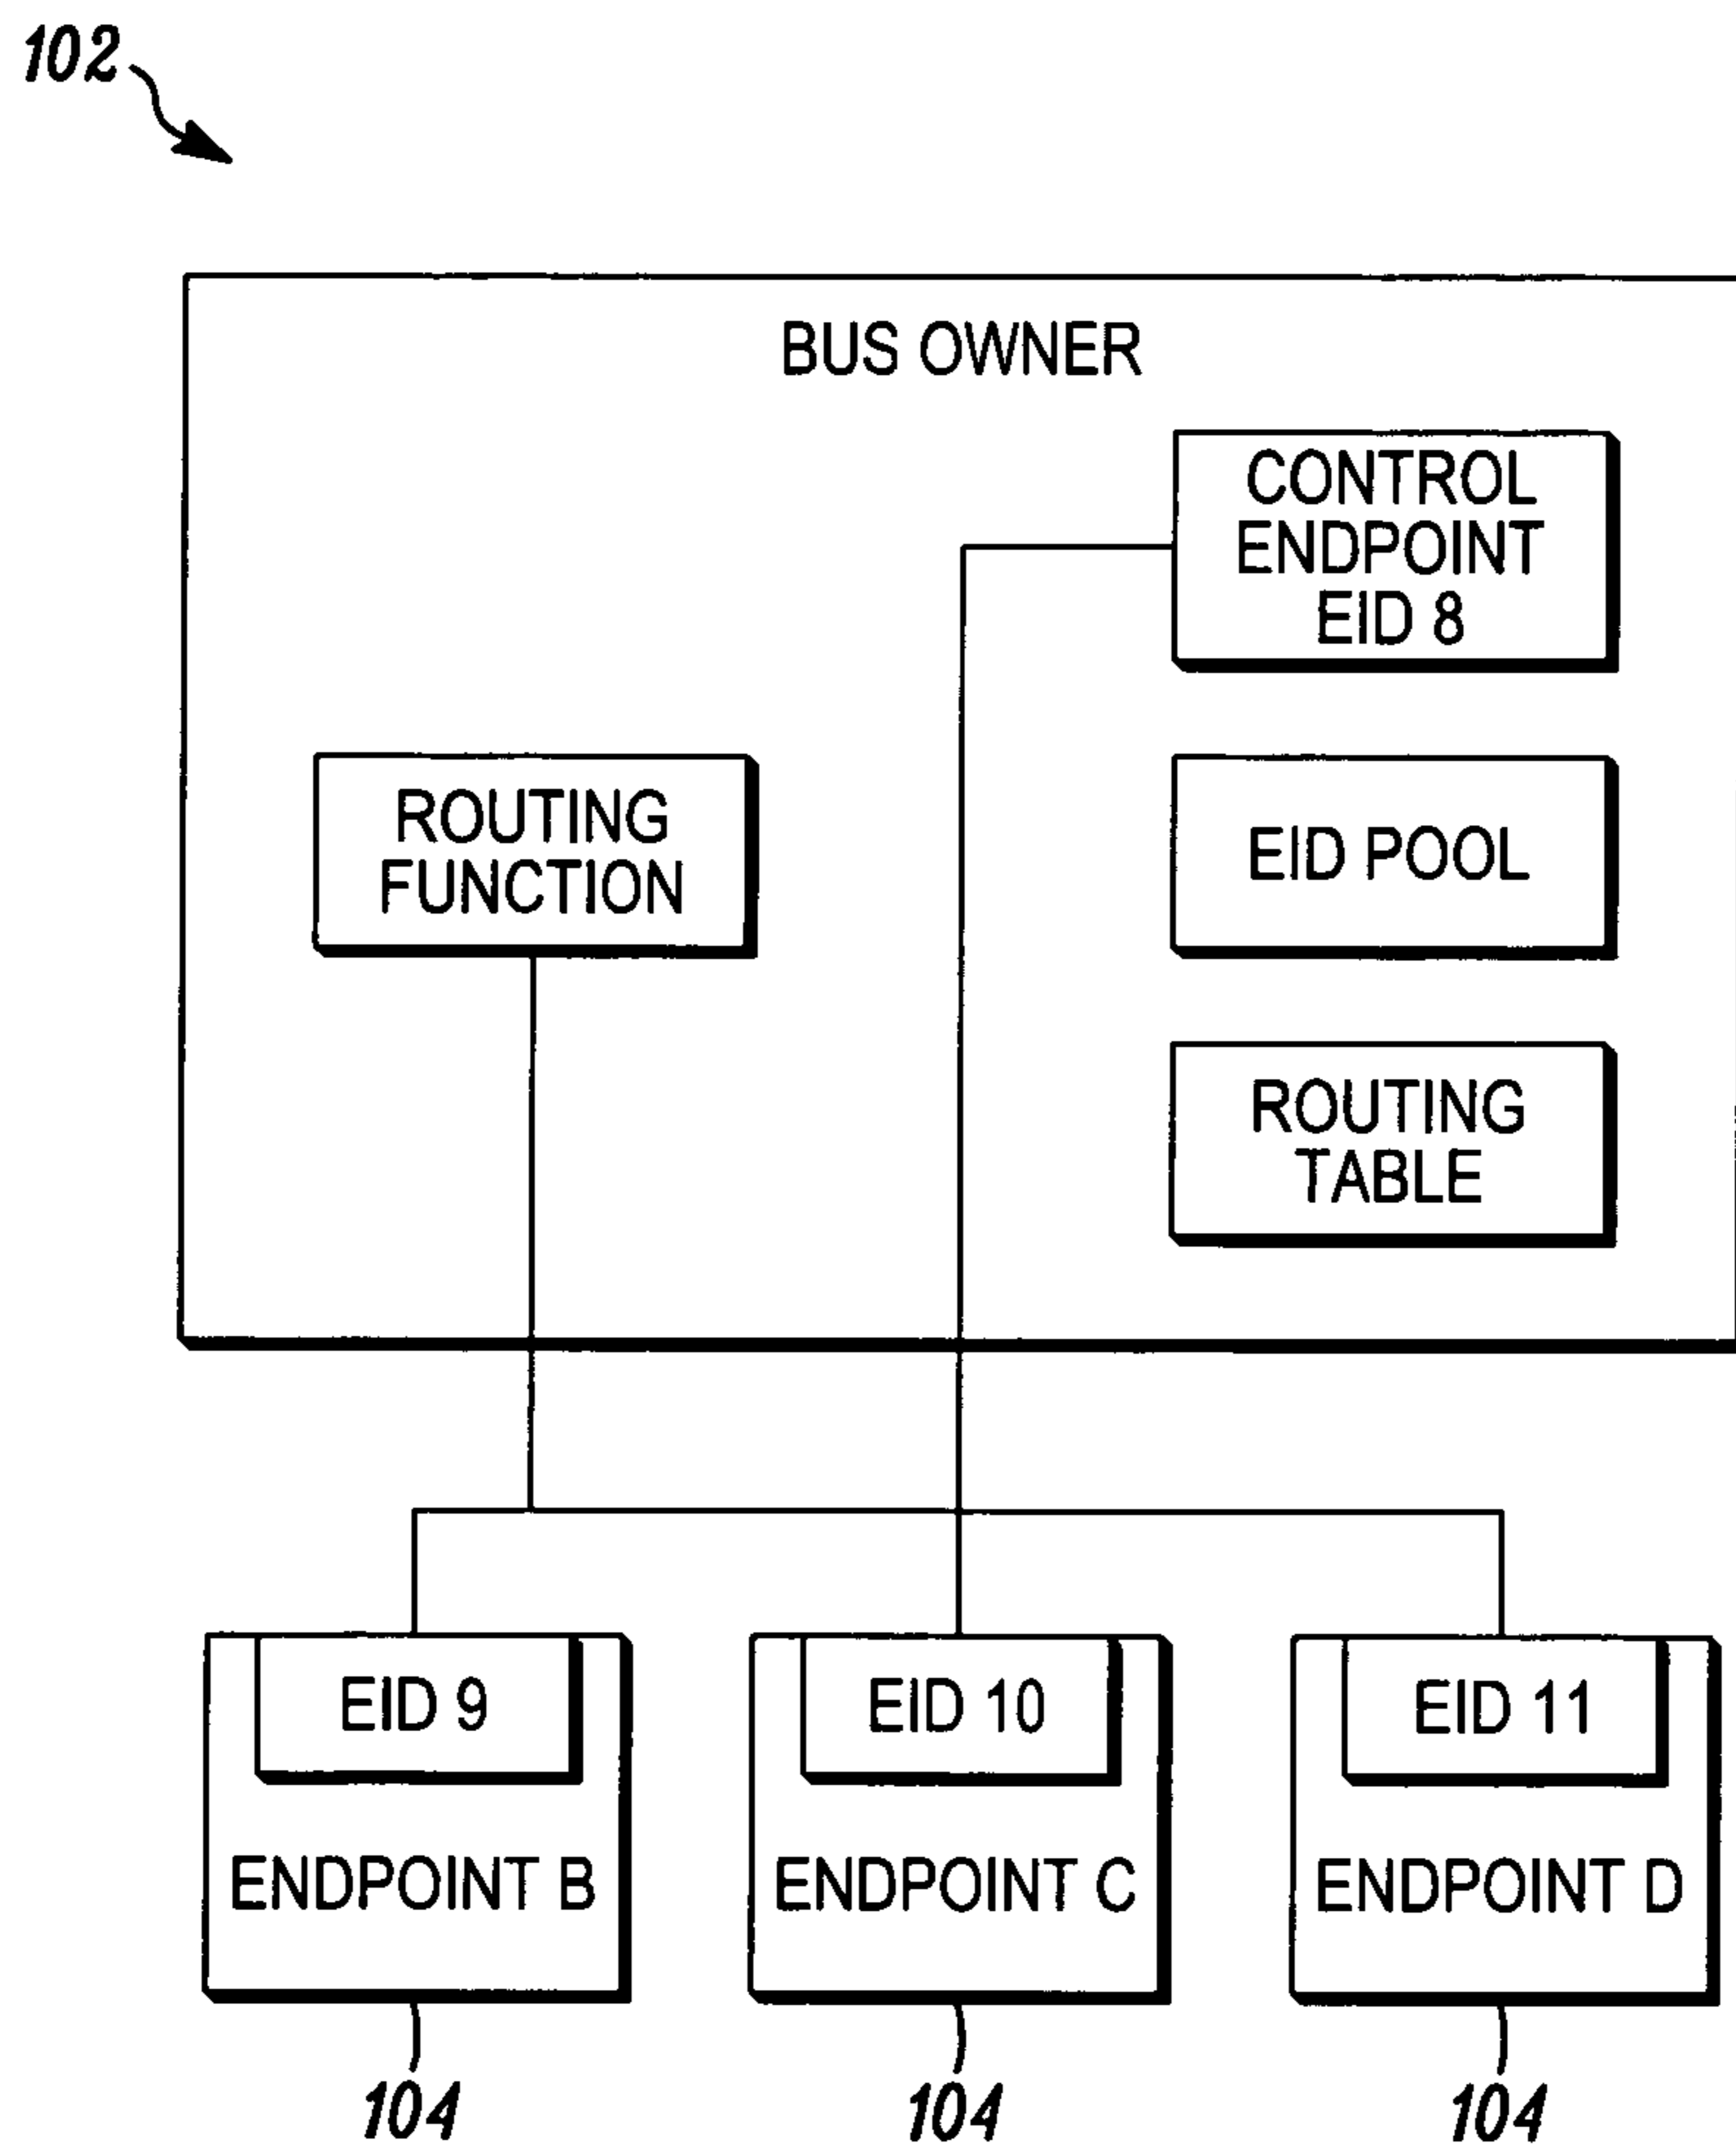 102
BUS OWNER
CONTROL
ENDPOINT
EID 8
ROUTING
FUNCTION
EID POOL
ROUTING
TABLE
EID 9
EID 10
EID 11
ENDPOINT B
ENDPOINT C
ENDPOINT D
104
104
104